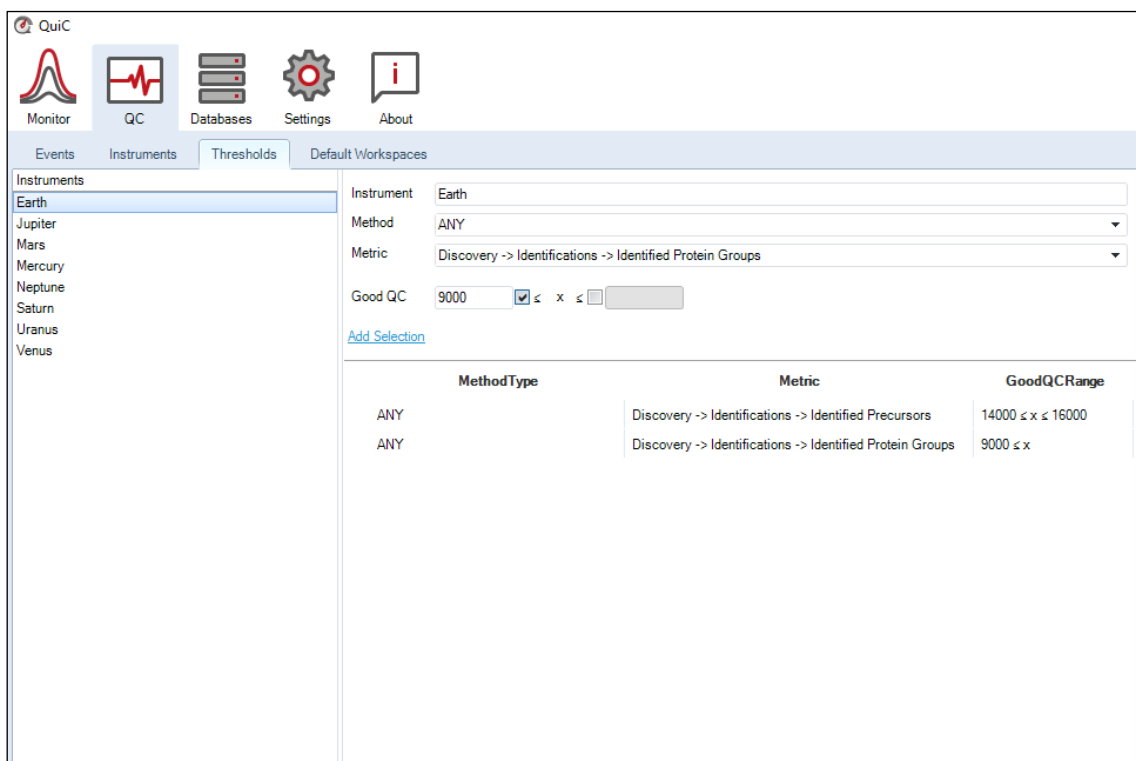 QuiC
Monitor QC Databases Settings About
Events Instruments Thresholds Default Workspaces
Instruments
Earth
Jupiter
Mars
Mercury
Neptune
Saturn
Uranus
Venus
Instrument Earth
Method ANY
Metric Discovery -> Identifications -> Identified Protein Groups
Good QC 9000 ≤ x ≤
Add Selection
MethodType Metric GoodQCRange
ANY Discovery -> Identifications -> Identified Precursors 14000 ≤ x ≤ 16000
ANY Discovery -> Identifications -> Identified Protein Groups 9000 ≤ x